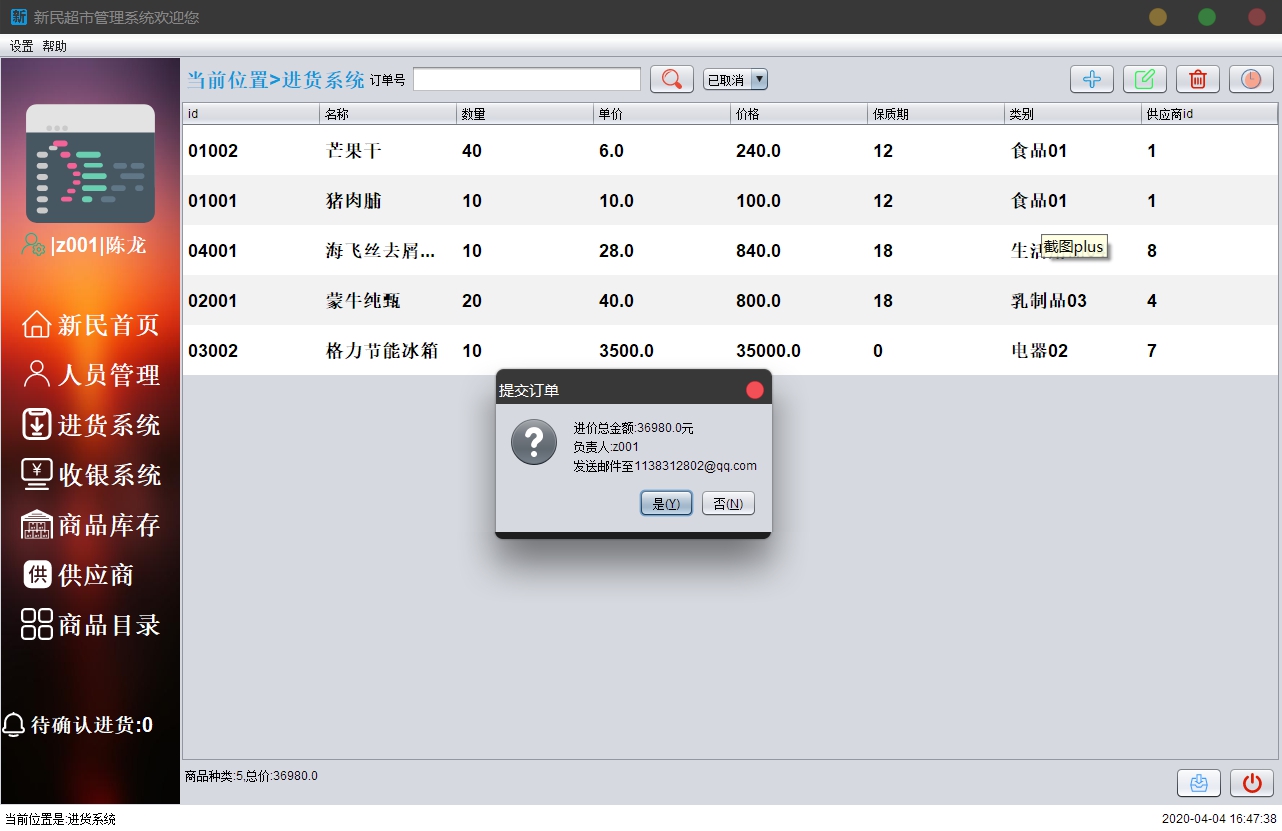 新 新民超市管理系统欢迎您
设置 帮助
当前位置>进货系统 订单号 已取消
id 名称 数量 单价 价格 保质期 类别 供应商id
01002 芒果干 40 6.0 240.0 12 食品01 1
01001 猪肉脯 10 10.0 100.0 12 食品01 1
04001 海飞丝去屑... 10 28.0 840.0 18 生活 8
截图plus
02001 蒙牛纯甄 20 40.0 800.0 18 乳制品03 4
03002 格力节能冰箱 10 3500.0 35000.0 0 电器02 7
|z001|陈龙
新民首页
人员管理
进货系统
收银系统
商品库存
供 供应商
商品目录
待确认进货:0
提交订单
进价总金额:36980.0元
负责人:z001
发送邮件至1138312802@qq.com
是(Y) 否(N)
商品种类:5,总价:36980.0
当前位置是:进货系统
2020-04-04 16:47:38